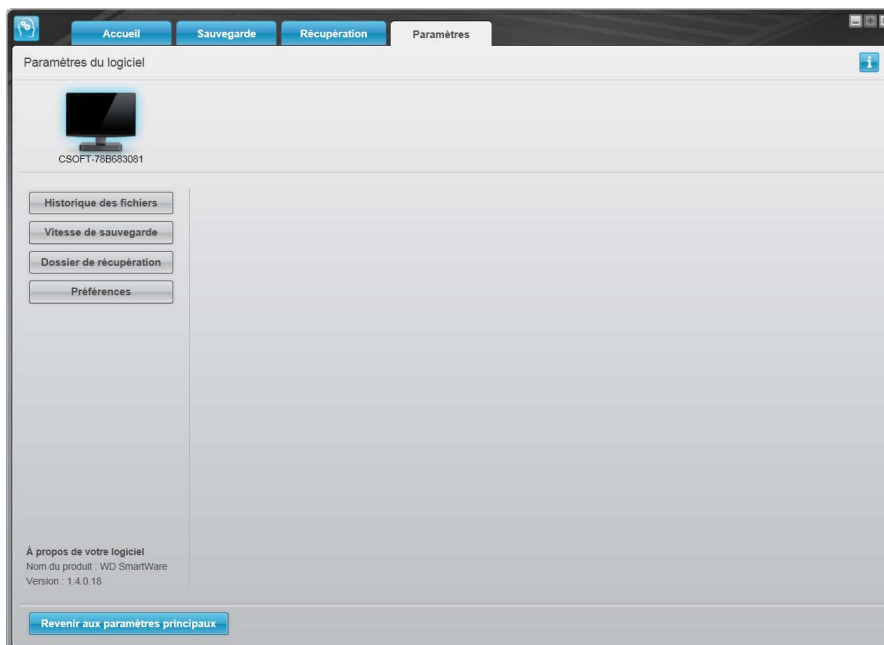 Accueil
Sauvegarde
Récupération
Paramètres
Paramètres du logiciel
i
CSOFT-78B683081
Historique des fichiers
Vitesse de sauvegarde
Dossier de récupération
Préférences
À propos de votre logiciel
Nom du produit : WD SmartWare
Version : 1.4.0.18
Revenir aux paramètres principaux